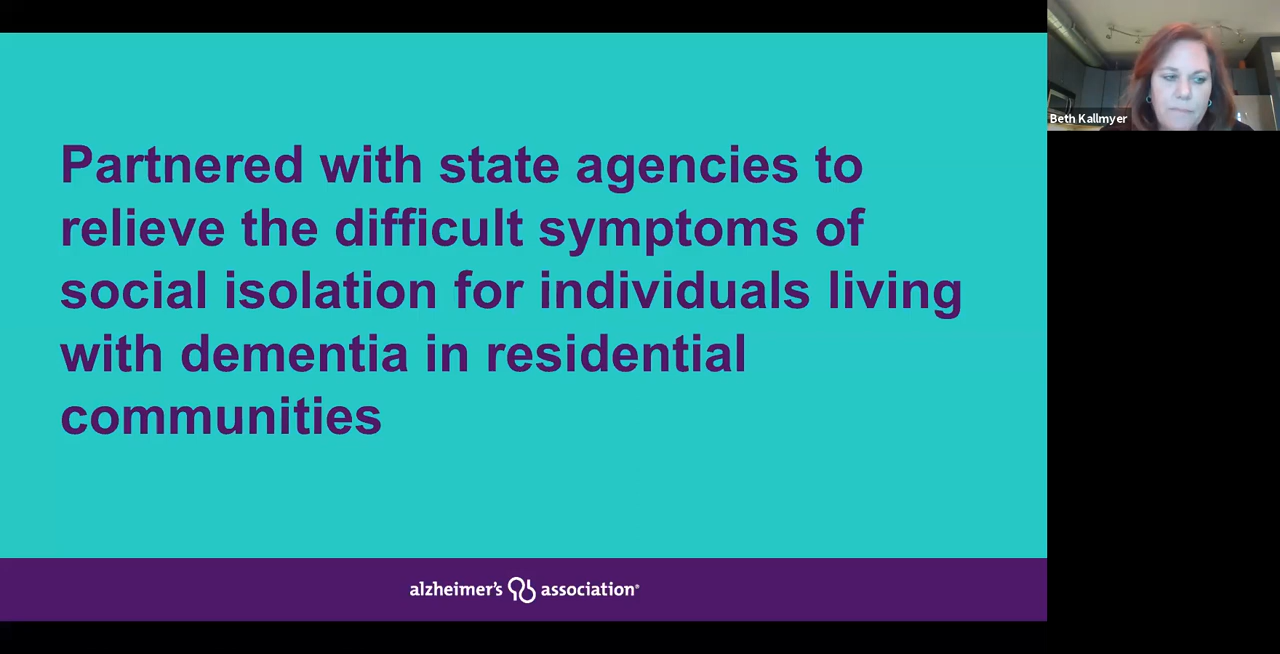 Partnered with state agencies to
relieve the difficult symptoms of
social isolation for individuals living
with dementia in residential
communities
alzheimer's association®
Beth Kallmyer